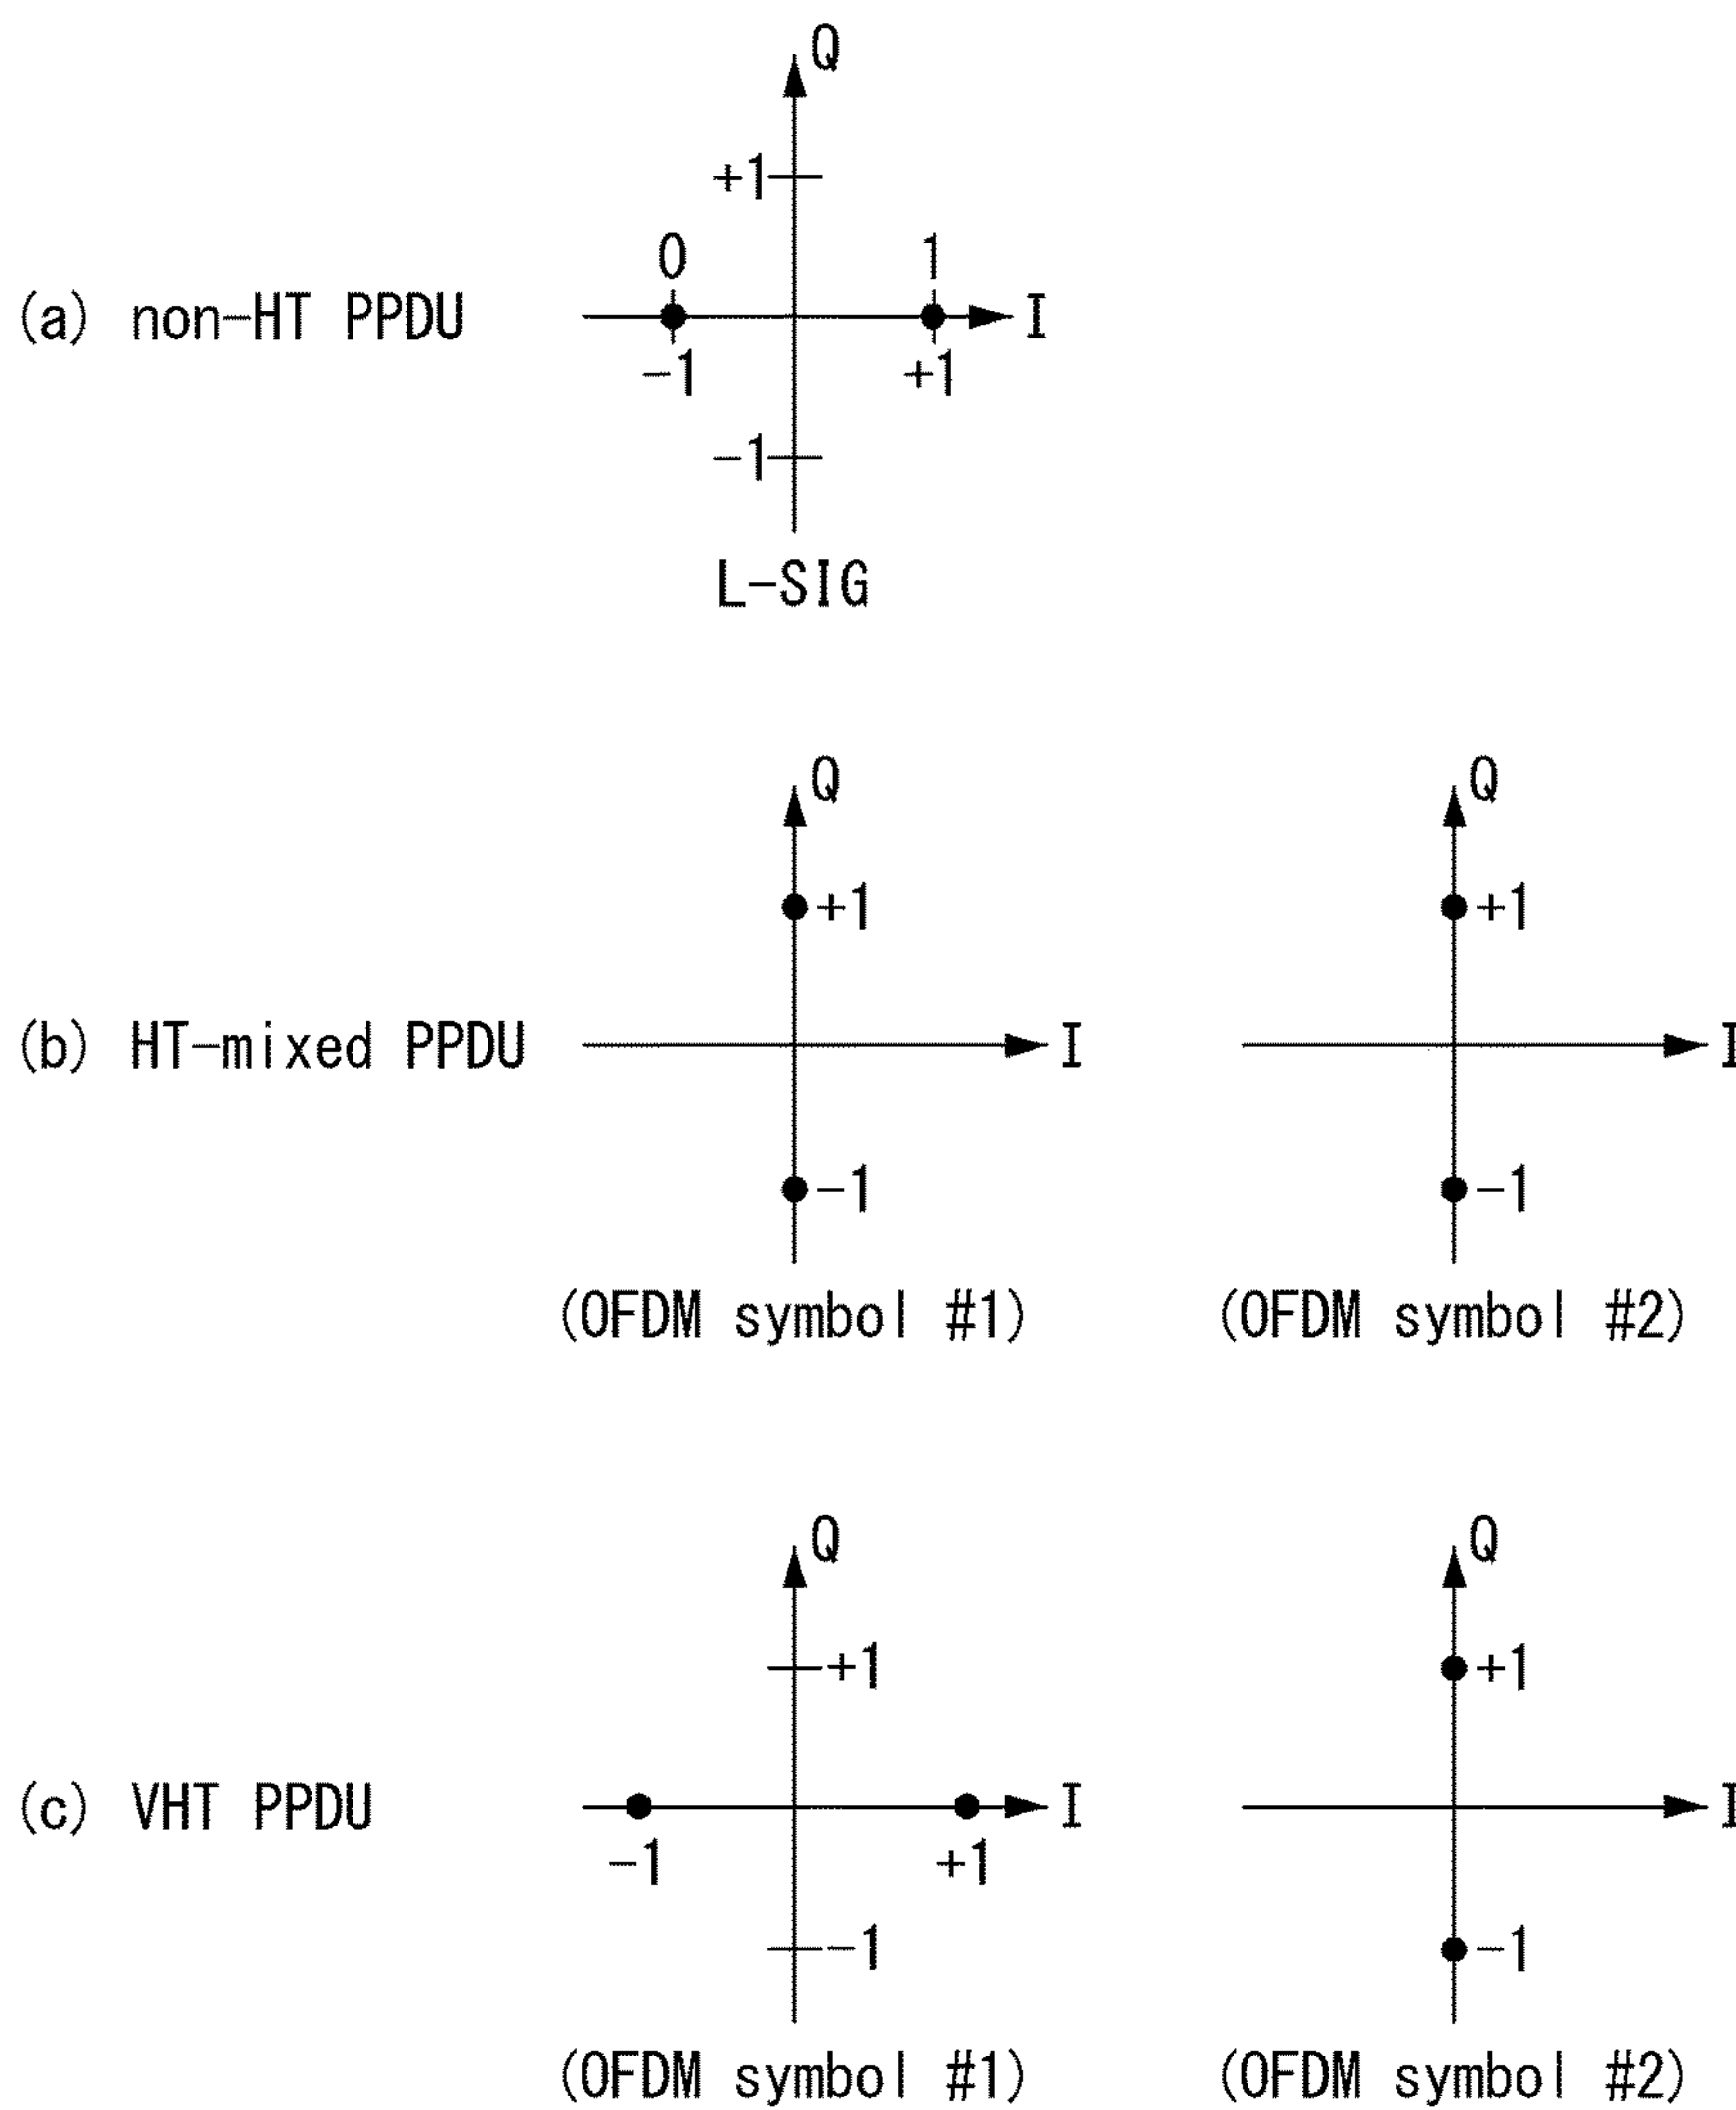 Q
+1
0 1
(a) non-HT PPDU I
-1 +1
-1
L-SIG
Q Q
+1 +1
(b) HT-mixed PPDU I I
-1 -1
(OFDM symbol #1) (OFDM symbol #2)
Q Q
+1 +1
(c) VHT PPDU I I
-1 +1
-1 -1
(OFDM symbol #1) (OFDM symbol #2)